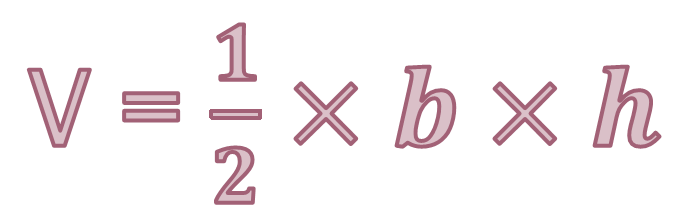 V = 1/2 × b × h